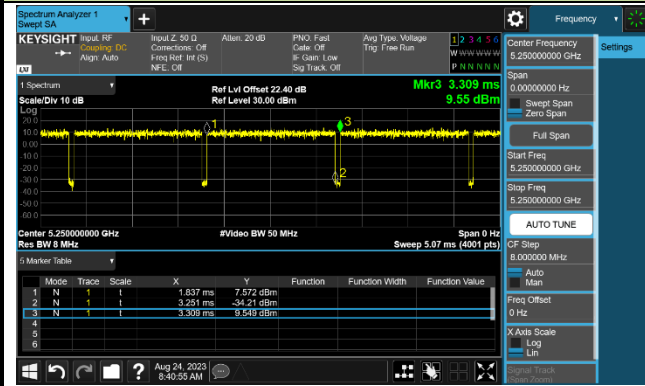 Spectrum Analyzer 1
Swept SA
Frequency
KEYSIGHT
Input: RF
Coupling: DC
Align: Auto
Input Z: 50 Ω
Corrections: Off
Freq Ref: Int (S)
NFE: Off
Atten: 20 dB
PNO: Fast
Gate: Off
IF Gain: Low
Sig Track: Off
Avg Type: Voltage
Trig: Free Run
1 2 3 4 5 6
W W W W W W
P N N N N N
LXI
Center Frequency
5.250000000 GHz
Settings
Span
0.00000000 Hz
Swept Span
Zero Span
Full Span
Start Freq
5.250000000 GHz
Stop Freq
5.250000000 GHz
AUTO TUNE
CF Step
8.000000 MHz
Auto
Man
Freq Offset
0 Hz
X Axis Scale
Log
Lin
Signal Track
(Span Zoom)
1 Spectrum
Scale/Div 10 dB
Ref Lvl Offset 22.40 dB
Ref Level 30.00 dBm
Mkr3 3.309 ms
9.55 dBm
Log
20.0
10.0
0.00
-10.0
-20.0
-30.0
-40.0
-50.0
-60.0
1
3
2
Center 5.250000000 GHz
Res BW 8 MHz
#Video BW 50 MHz
Span 0 Hz
Sweep 5.07 ms (4001 pts)
5 Marker Table
Mode Trace Scale X Y Function Function Width Function Value
1 N 1 t 1.837 ms 7.572 dBm
2 N 1 t 3.251 ms -34.21 dBm
3 N 1 t 3.309 ms 9.549 dBm
4
5
6
?
Aug 24, 2023
8:40:55 AM